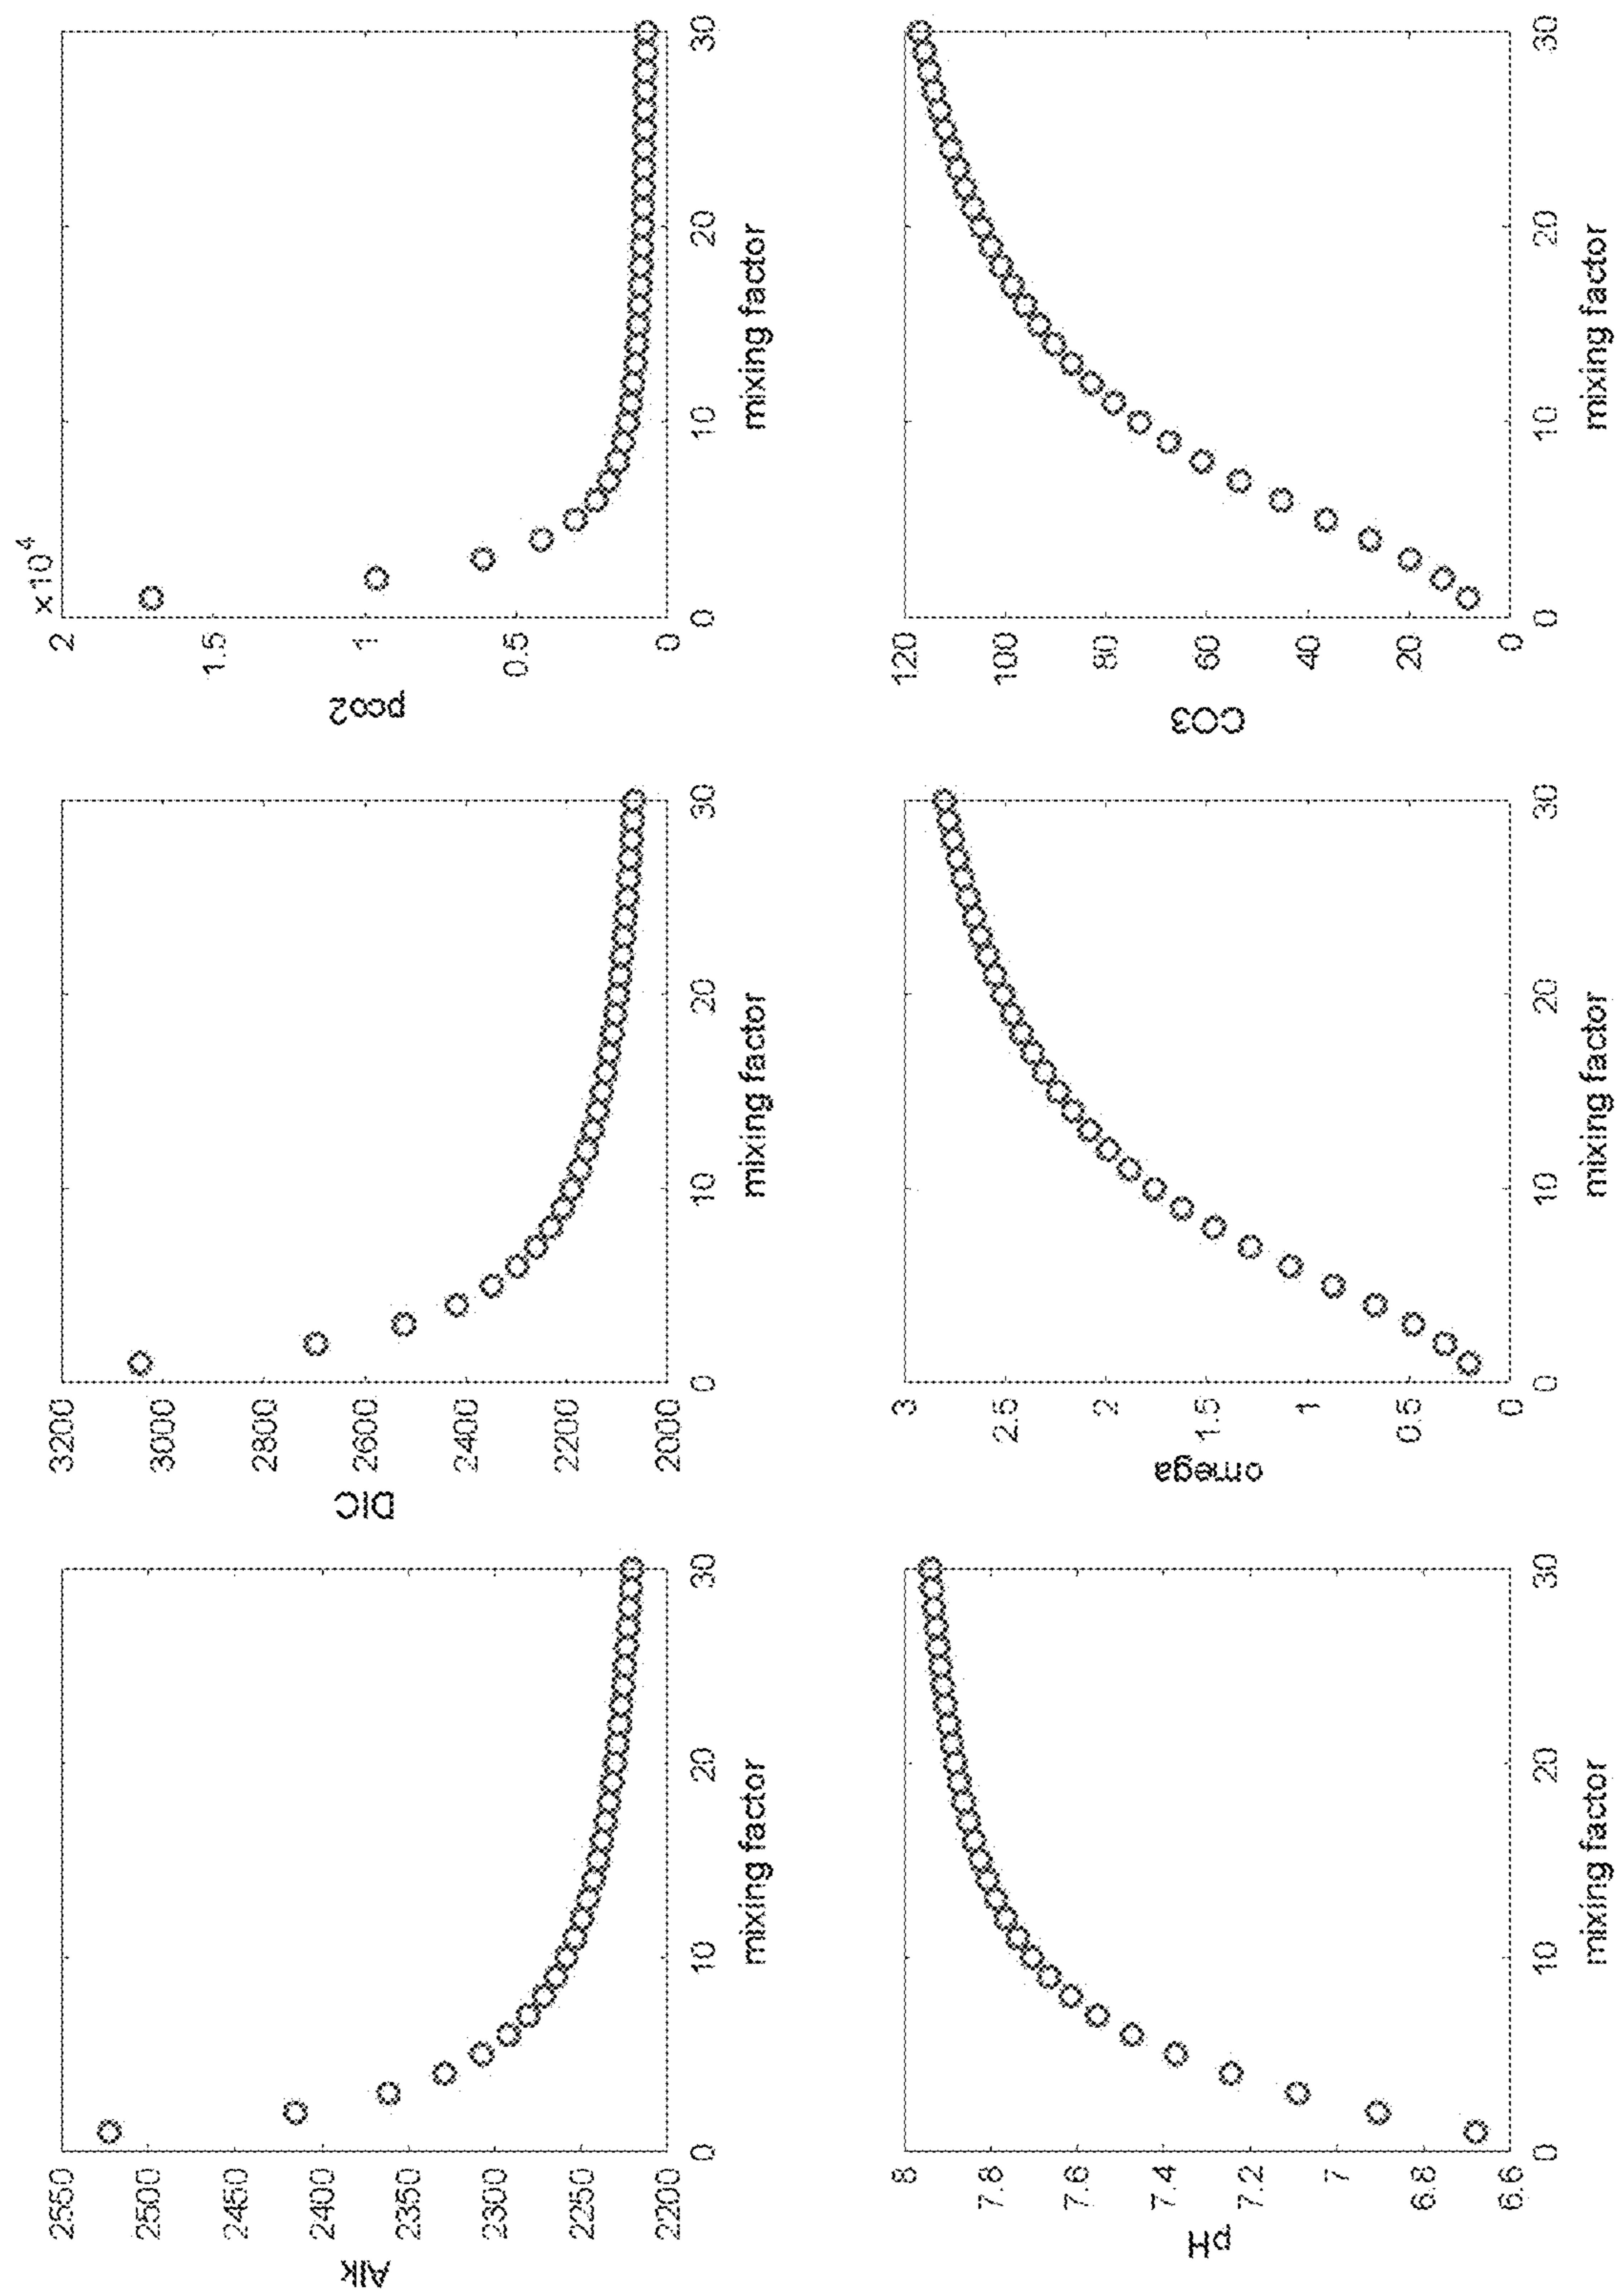 Alk
2550
2500
2450
2400
2350
2300
2250
2200
0 10 20 30
mixing factor
DIC
3200
3000
2800
2600
2400
2200
2000
0 10 20 30
mixing factor
×10⁴
pco2
2
1.5
1
0.5
0
0 10 20 30
mixing factor
pH
8
7.8
7.6
7.4
7.2
7
6.8
6.6
0 10 20 30
mixing factor
omega
3
2.5
2
1.5
1
0.5
0
0 10 20 30
mixing factor
CO3
120
100
80
60
40
20
0
0 10 20 30
mixing factor